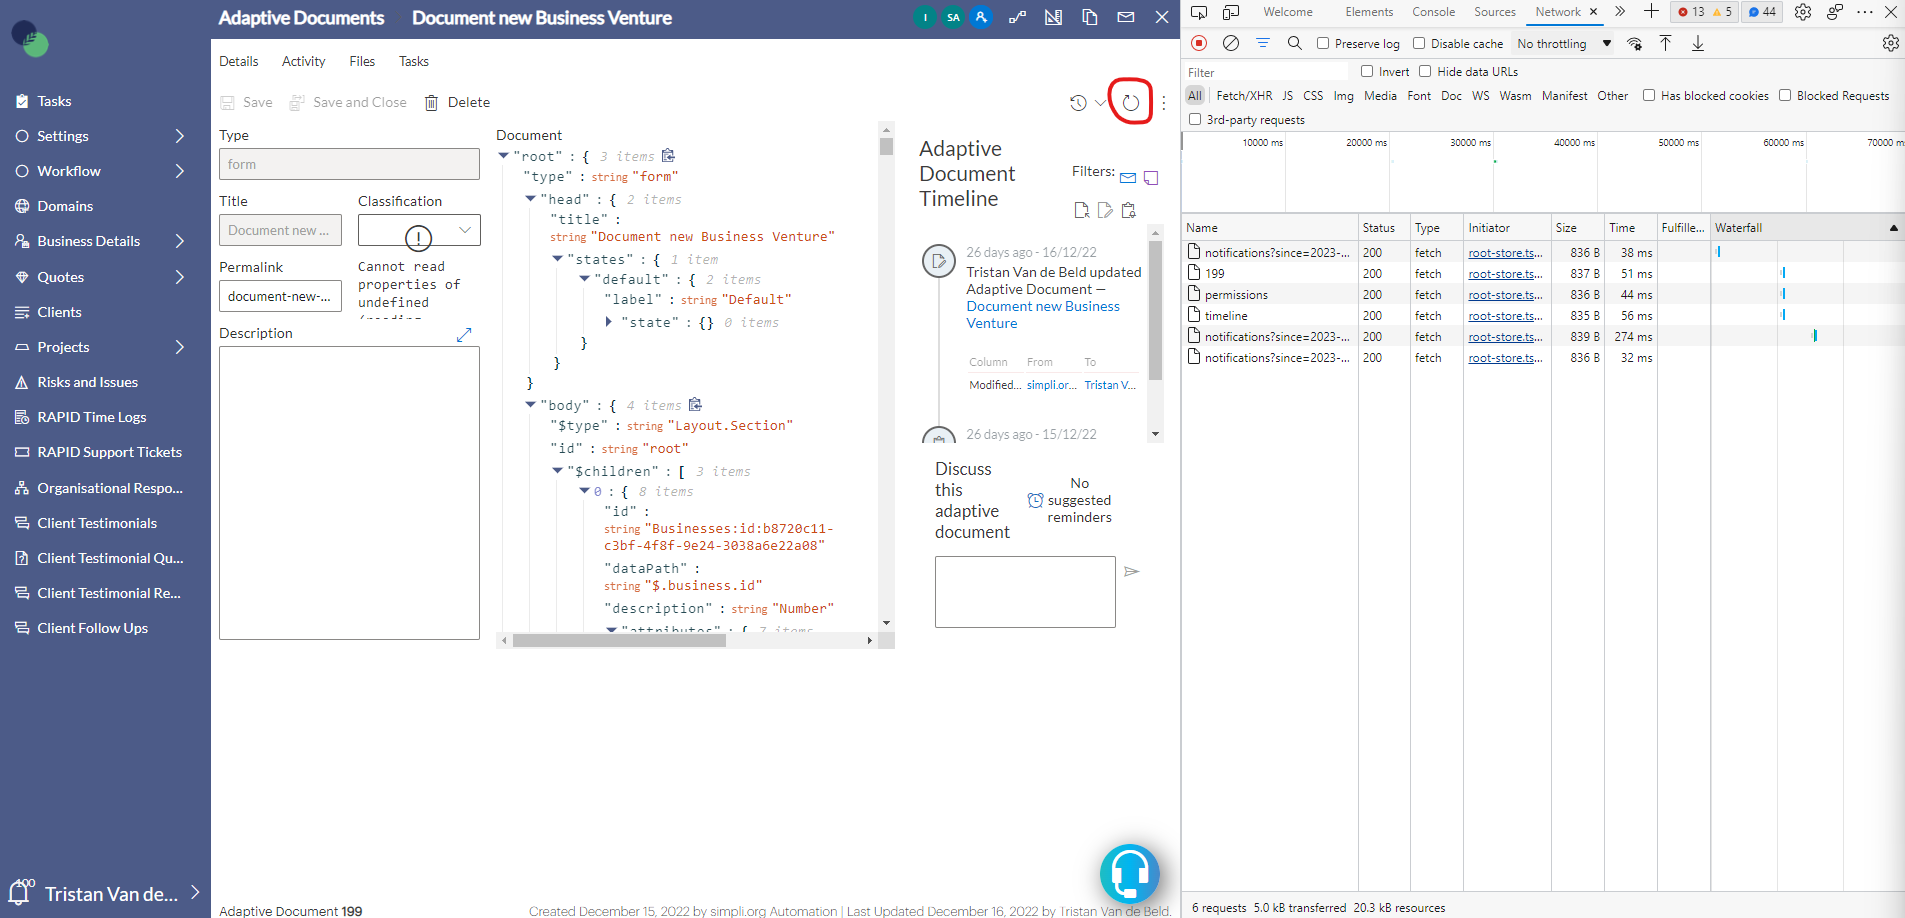 Adaptive Documents Document new Business Venture
I SA
Details Activity Files Tasks
Save Save and Close Delete
Tasks
Settings
Workflow
Domains
Business Details
Quotes
Clients
Projects
Risks and Issues
RAPID Time Logs
RAPID Support Tickets
Organisational Respo...
Client Testimonials
Client Testimonial Qu...
Client Testimonial Re...
Client Follow Ups
100
Tristan Van de...
Type
form
Title
Document new ...
Classification
Cannot read
properties of
undefined
Permalink
document-new-...
Description
Document
"root" : { 3 items
"type" : string "form"
"head" : { 2 items
"title" :
string "Document new Business Venture"
"states" : { 1 item
"default" : { 2 items
"label" : string "Default"
"state" : {} 0 items
}
}
}
"body" : { 4 items
"$type" : string "Layout.Section"
"id" : string "root"
"$children" : [ 3 items
0 : { 8 items
"id" :
string "Businesses:id:b8720c11-
c3bf-4f8f-9e24-3038a6e22a08"
"dataPath" :
string "$.business.id"
"description" : string "Number"
"attributes" : { 7 items
Adaptive
Document
Timeline
Filters:
26 days ago - 16/12/22
Tristan Van de Beld updated
Adaptive Document –
Document new Business
Venture
Column From To
Modified... simpli.or... Tristan V...
26 days ago - 15/12/22
Discuss
this
adaptive
document
No
suggested
reminders
Adaptive Document 199
Created December 15, 2022 by simpli.org Automation | Last Updated December 16, 2022 by Tristan Van de Beld.
Welcome Elements Console Sources Network 13 5 44
Preserve log Disable cache No throttling
Filter Invert Hide data URLs
All Fetch/XHR JS CSS Img Media Font Doc WS Wasm Manifest Other Has blocked cookies Blocked Requests
3rd-party requests
10000 ms 20000 ms 30000 ms 40000 ms 50000 ms 60000 ms 70000 ms
Name Status Type Initiator Size Time Fulfille... Waterfall
notifications?since=2023-... 200 fetch root-store.ts... 836 B 38 ms
199 200 fetch root-store.ts... 837 B 51 ms
permissions 200 fetch root-store.ts... 836 B 44 ms
timeline 200 fetch root-store.ts... 835 B 56 ms
notifications?since=2023-... 200 fetch root-store.ts... 839 B 274 ms
notifications?since=2023-... 200 fetch root-store.ts... 836 B 32 ms
6 requests 5.0 kB transferred 20.3 kB resources